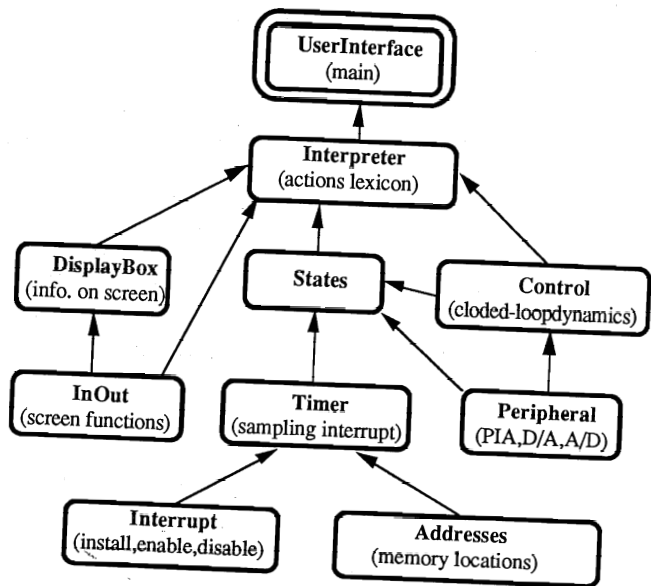 UserInterface
(main)
Interpreter
(actions lexicon)
DisplayBox
(info. on screen)
States
Control
(cloded-loopdynamics)
InOut
(screen functions)
Timer
(sampling interrupt)
Peripheral
(PIA,D/A,A/D)
Interrupt
(install,enable,disable)
Addresses
(memory locations)